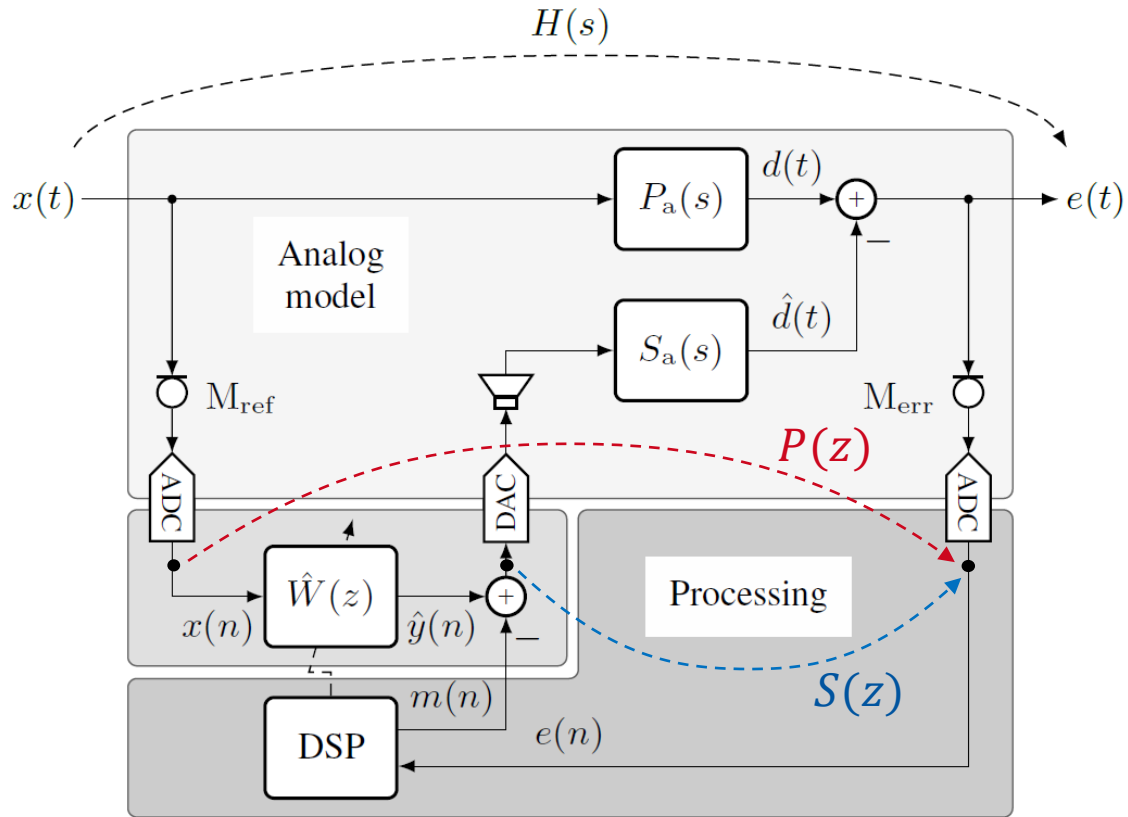 H(s)
x(t)
P_a(s)
d(t)
+
e(t)
−
Analog
model
S_a(s)
d̂(t)
M_ref
M_err
P(z)
ADC
DAC
ADC
Ŵ(z)
x(n)
ŷ(n)
+
−
Processing
m(n)
S(z)
DSP
e(n)